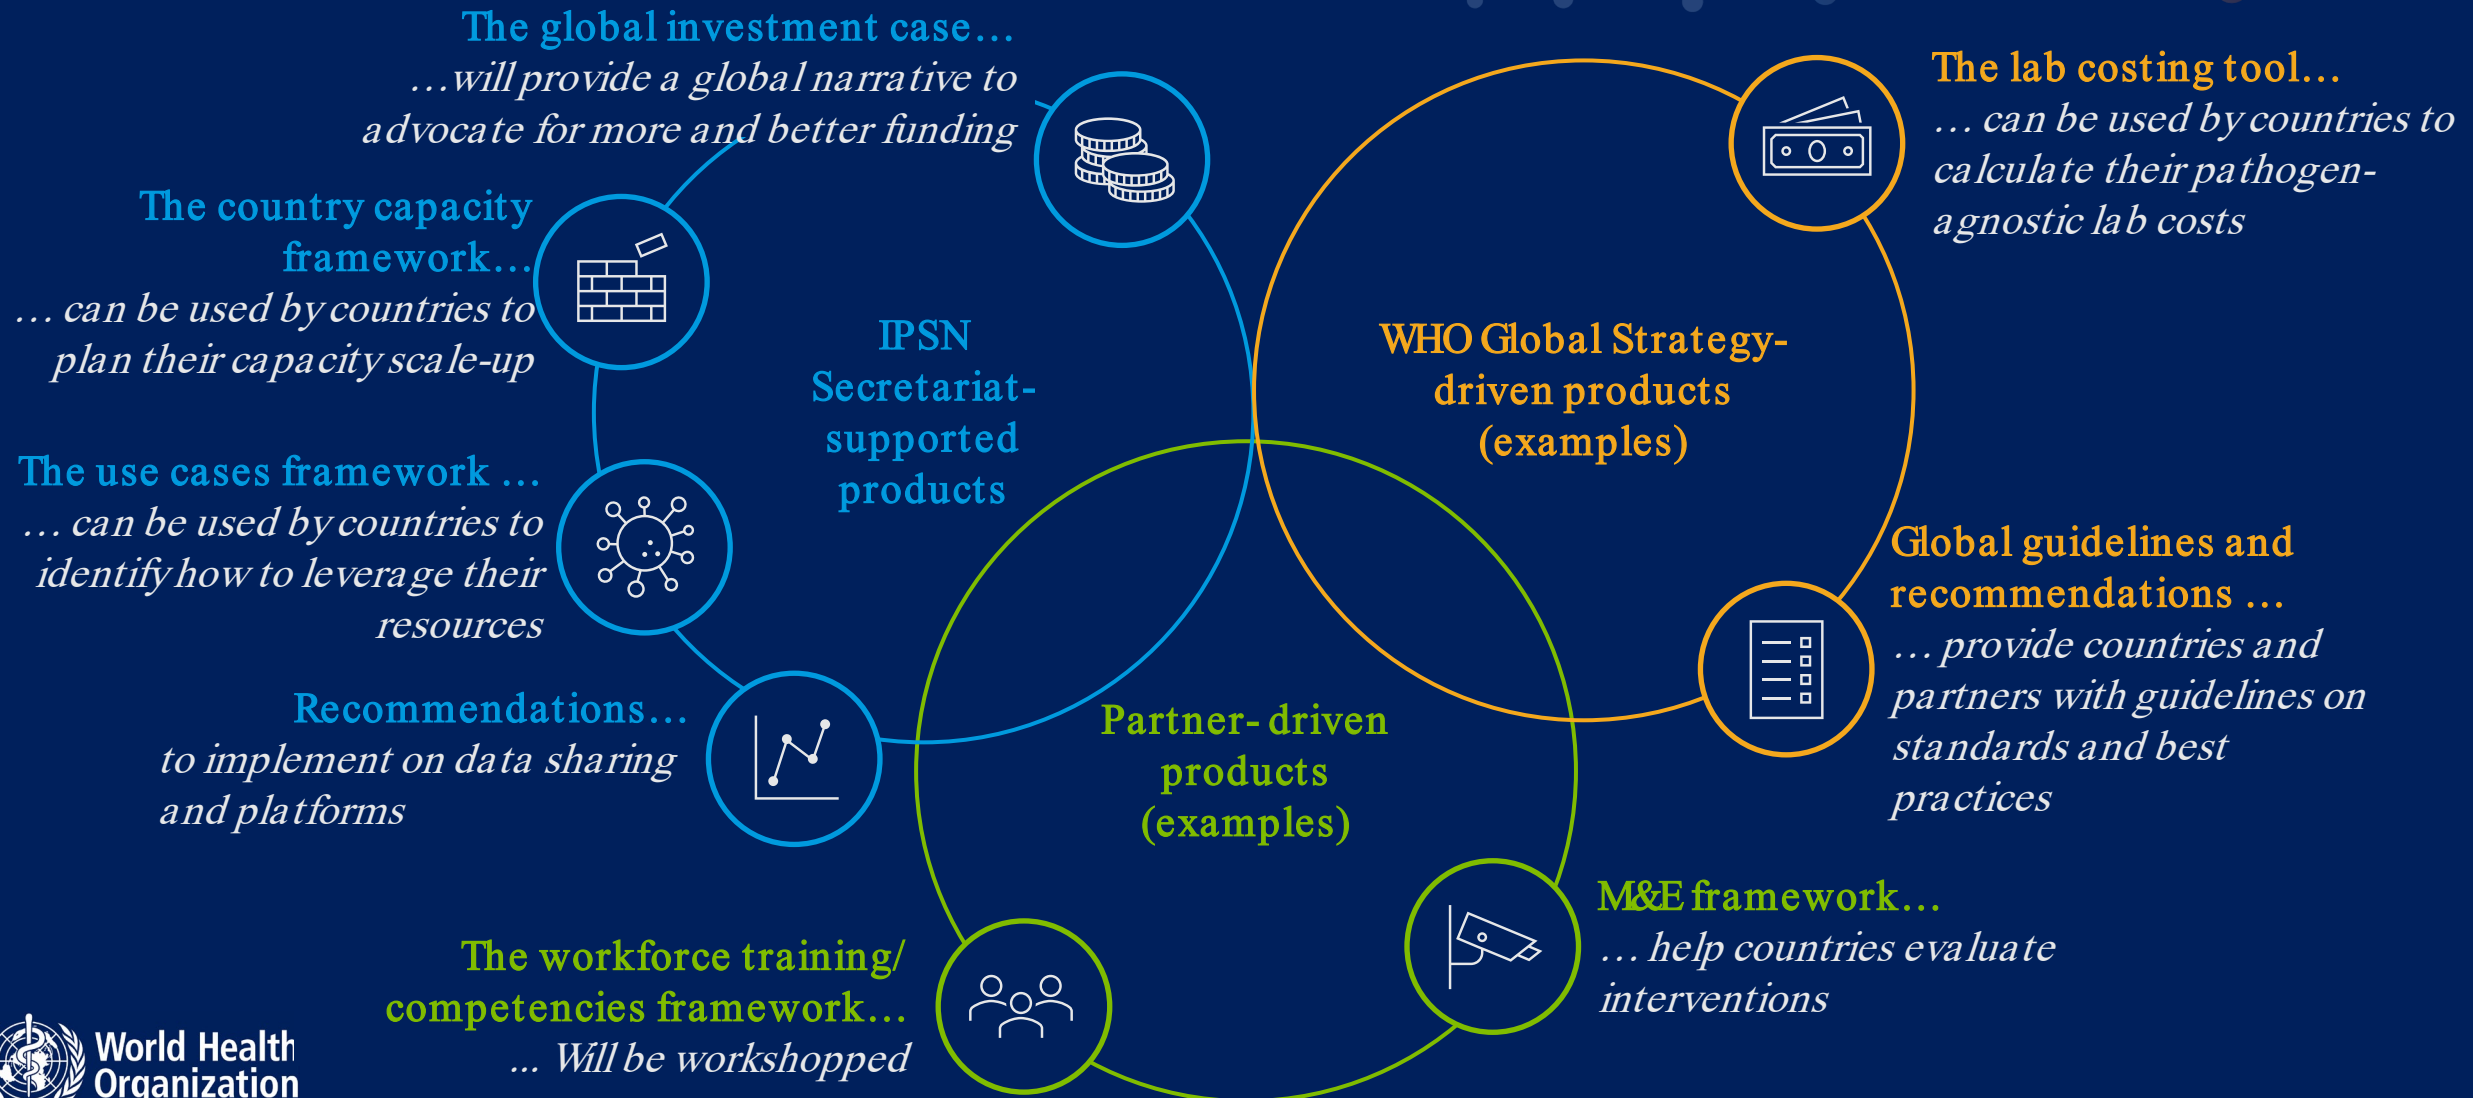 The global investment case…
…will provide a global narrative to
advocate for more and better funding
The country capacity
framework…
… can be used by countries to
plan their capacity scale-up
The use cases framework …
… can be used by countries to
identify how to leverage their
resources
Recommendations…
to implement on data sharing
and platforms
IPSN
Secretariat-
supported
products
WHO Global Strategy-
driven products
(examples)
Partner- driven
products
(examples)
The lab costing tool…
… can be used by countries to
calculate their pathogen-
agnostic lab costs
Global guidelines and
recommendations …
… provide countries and
partners with guidelines on
standards and best
practices
M&E framework…
… help countries evaluate
interventions
The workforce training/
competencies framework…
... Will be workshopped
World Health
Organization